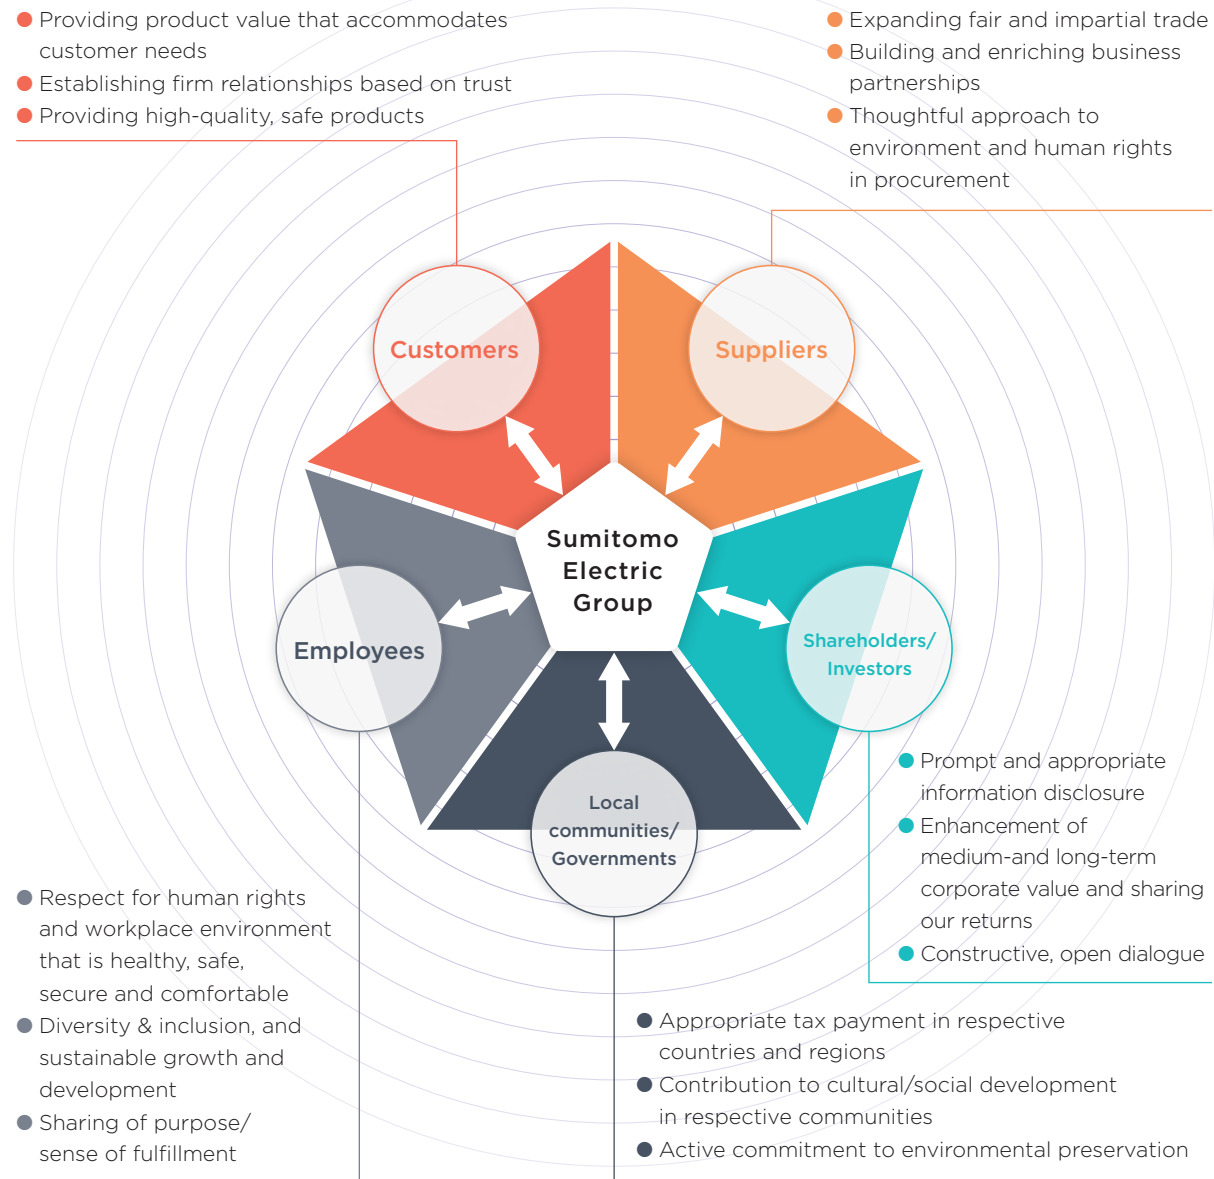 ● Providing product value that accommodates
customer needs
● Establishing firm relationships based on trust
● Providing high-quality, safe products
● Expanding fair and impartial trade
● Building and enriching business
partnerships
● Thoughtful approach to
environment and human rights
in procurement
Customers
Suppliers
Sumitomo
Electric
Group
Employees
Shareholders/
Investors
Local
communities/
Governments
● Prompt and appropriate
information disclosure
● Enhancement of
medium-and long-term
corporate value and sharing
our returns
● Constructive, open dialogue
● Respect for human rights
and workplace environment
that is healthy, safe,
secure and comfortable
● Diversity & inclusion, and
sustainable growth and
development
● Sharing of purpose/
sense of fulfillment
● Appropriate tax payment in respective
countries and regions
● Contribution to cultural/social development
in respective communities
● Active commitment to environmental preservation